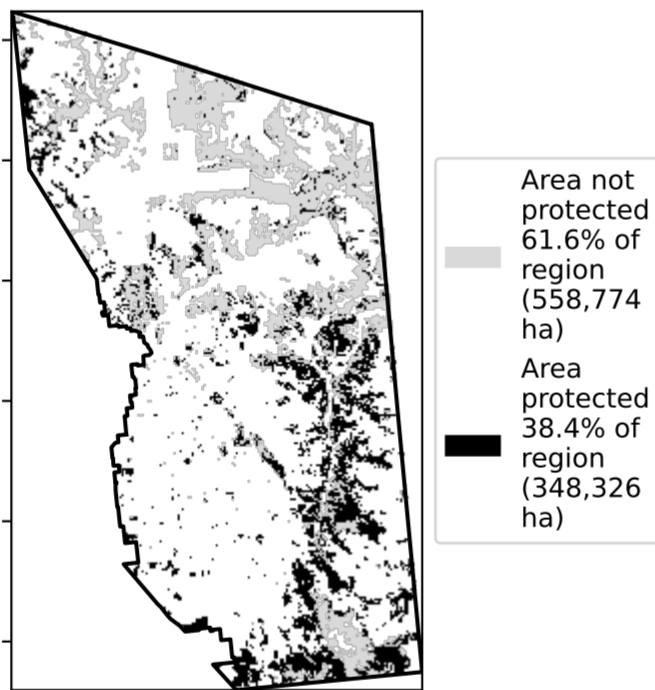 Area not
protected
61.6% of
region
(558,774
ha)
Area
protected
38.4% of
region
(348,326
ha)